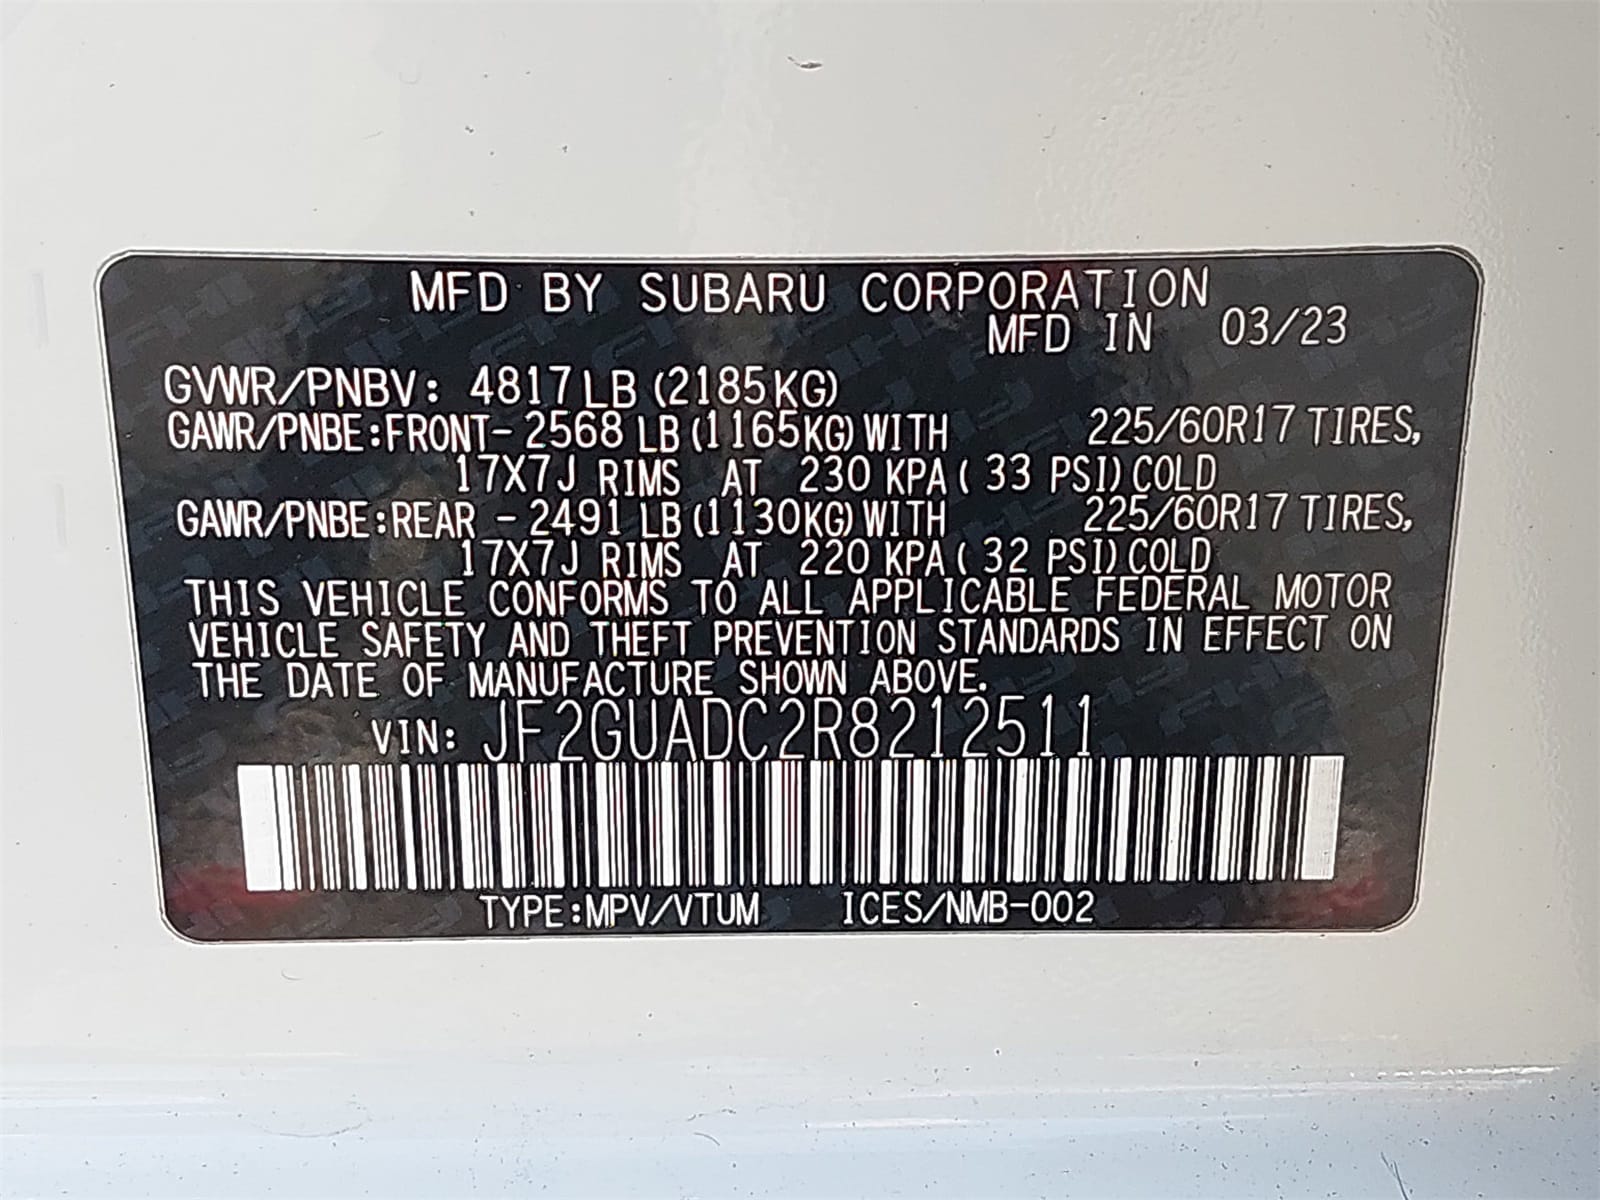 MFD BY SUBARU CORPORATION
MFD IN 03/23
GVWR/PNBV: 4817 LB (2185KG)
GAWR/PNBE:FRONT- 2568 LB (1165KG) WITH 225/60R17 TIRES,
17X7J RIMS AT 230 KPA ( 33 PSI) COLD
GAWR/PNBE:REAR - 2491 LB (1130KG) WITH 225/60R17 TIRES,
17X7J RIMS AT 220 KPA ( 32 PSI) COLD
THIS VEHICLE CONFORMS TO ALL APPLICABLE FEDERAL MOTOR
VEHICLE SAFETY AND THEFT PREVENTION STANDARDS IN EFFECT ON
THE DATE OF MANUFACTURE SHOWN ABOVE.
VIN: JF2GUADC2R8212511
TYPE:MPV/VTUM ICES/NMB-002